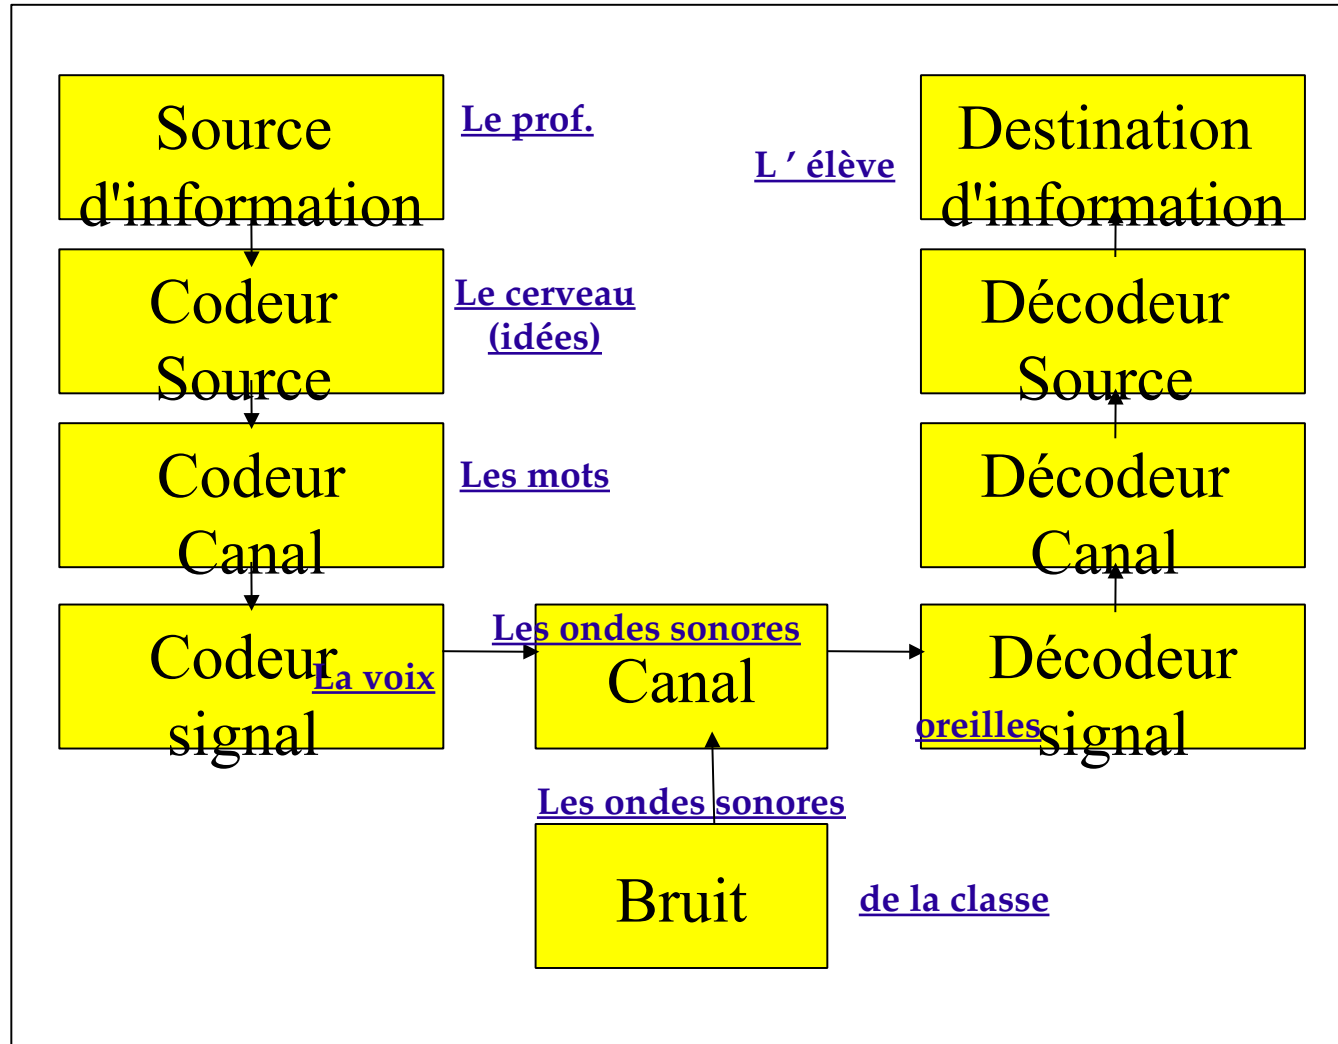 Source
d'information
Le prof.
Codeur
Source
Le cerveau
(idées)
Codeur
Canal
Les mots
Codeur
signal
La voix
Les ondes sonores
Canal
Les ondes sonores
Bruit
de la classe
L ’ élève
Destination
d'information
Décodeur
Source
Décodeur
Canal
Décodeur
signal
oreilles